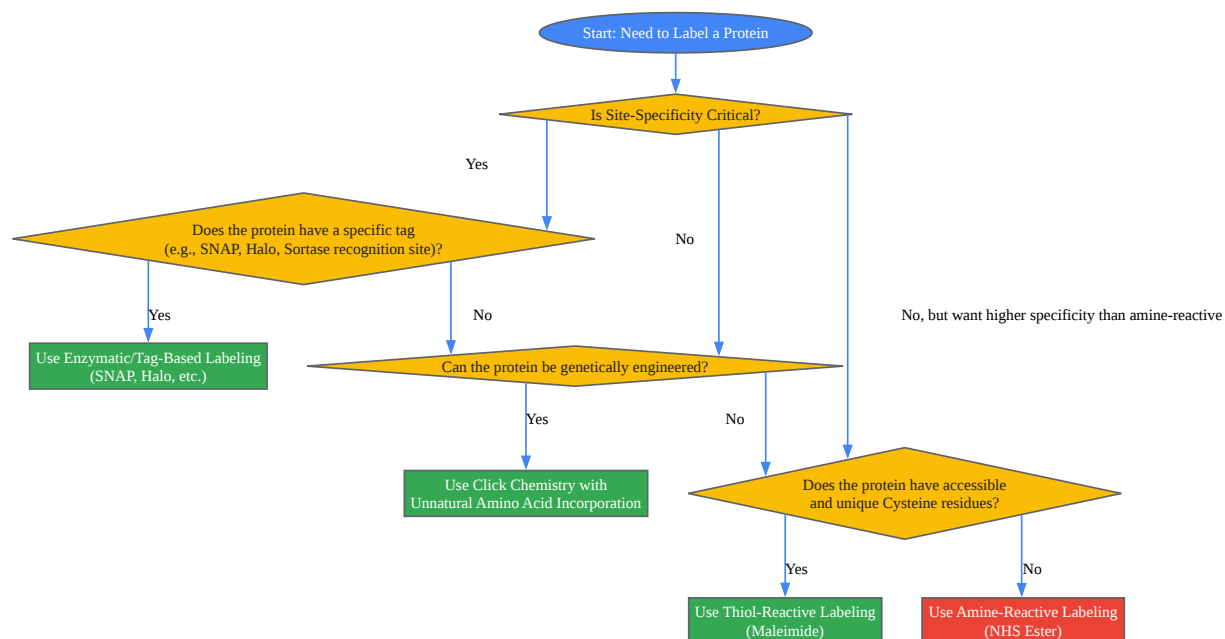 Start: Need to Label a Protein
Is Site-Specificity Critical?
Yes
Does the protein have a specific tag
(e.g., SNAP, Halo, Sortase recognition site)?
No
Yes
No
No, but want higher specificity than amine-reactive
Use Enzymatic/Tag-Based Labeling
(SNAP, Halo, etc.)
Can the protein be genetically engineered?
Yes
No
Use Click Chemistry with
Unnatural Amino Acid Incorporation
Does the protein have accessible
and unique Cysteine residues?
Yes
No
Use Thiol-Reactive Labeling
(Maleimide)
Use Amine-Reactive Labeling
(NHS Ester)